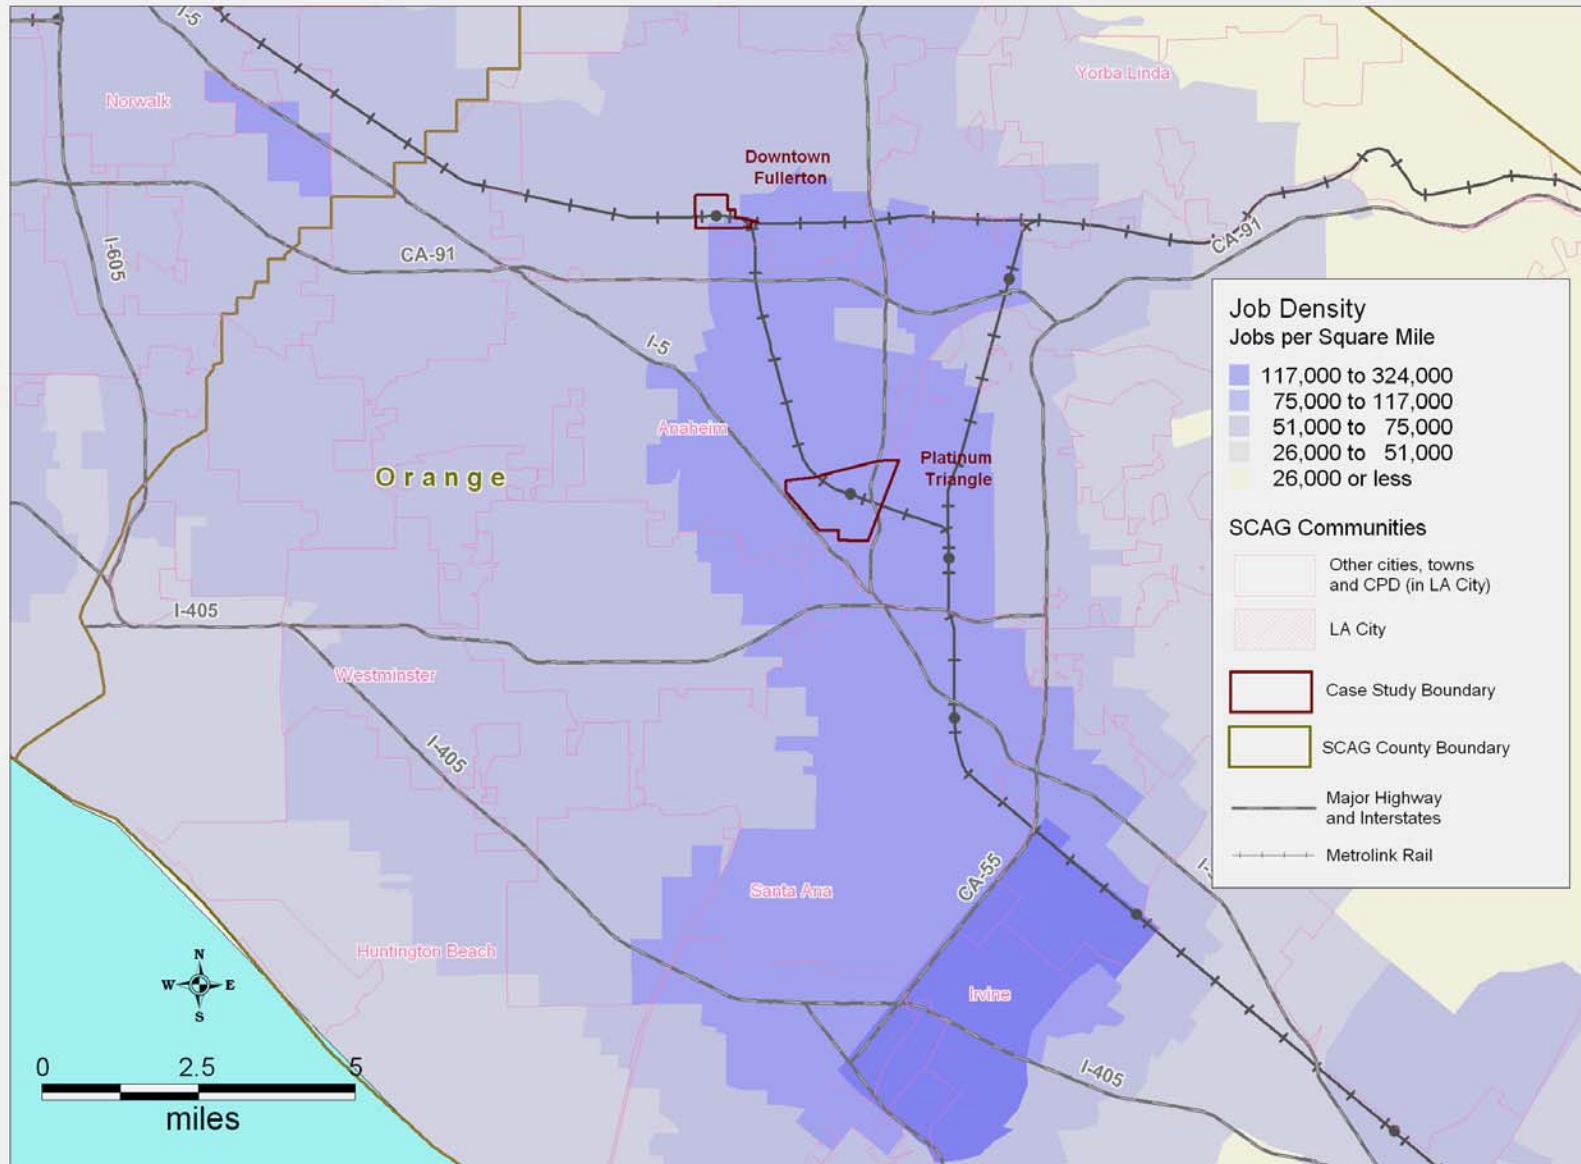 I-5
Norwalk
Yorba Linda
Downtown
Fullerton
I-605
CA-91
CA-91
I-5
Anaheim
Orange
Platinum
Triangle
I-405
Westminster
I-405
CA-55
Santa Ana
Huntington Beach
Irvine
I-405
N
W E
S
0 2.5 5
miles
Job Density
Jobs per Square Mile
117,000 to 324,000
75,000 to 117,000
51,000 to 75,000
26,000 to 51,000
26,000 or less
SCAG Communities
Other cities, towns
and CPD (in LA City)
LA City
Case Study Boundary
SCAG County Boundary
Major Highway
and Interstates
Metrolink Rail